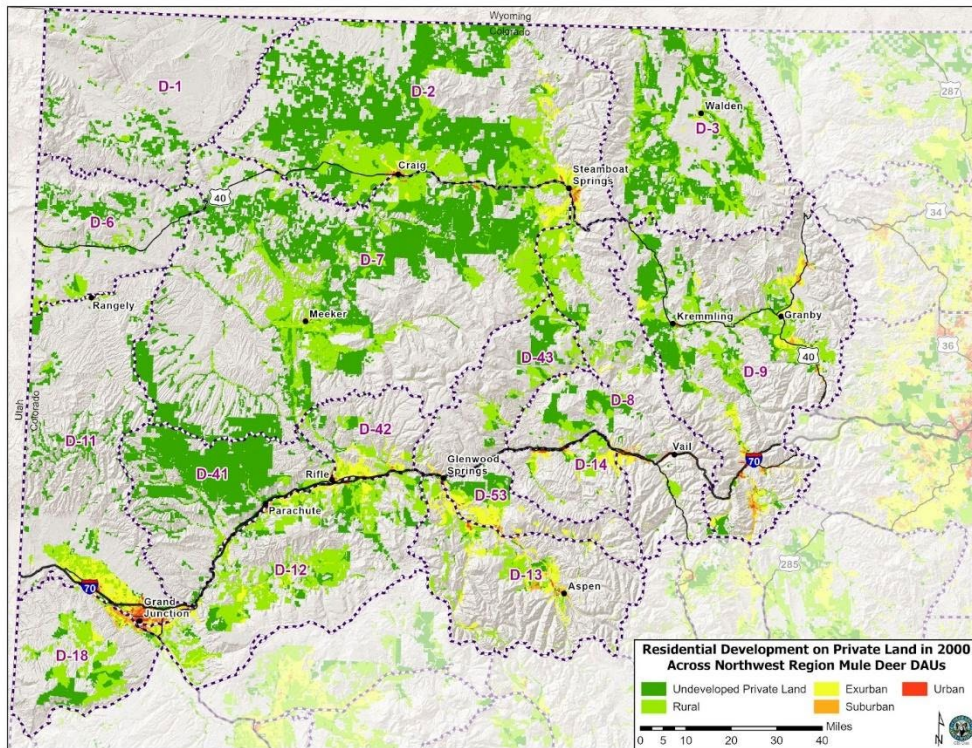 Wyoming
Colorado
D-1
D-2
287
Walden
D-3
Craig
Steamboat
Springs
40
34
D-6
D-7
Rangely
Meeker
Kremmling
Granby
36
D-43
40
D-9
Utah
Colorado
D-8
D-42
D-11
Glenwood
Springs
Vail
70
D-41
Rifle
D-14
D-53
Parachute
285
D-12
D-13
Aspen
70
Grand
Junction
D-18
Residential Development on Private Land in 2000
Across Northwest Region Mule Deer DAUs
Undeveloped Private Land
Exurban
Urban
Rural
Suburban
Miles
0 5 10 20 30 40
N